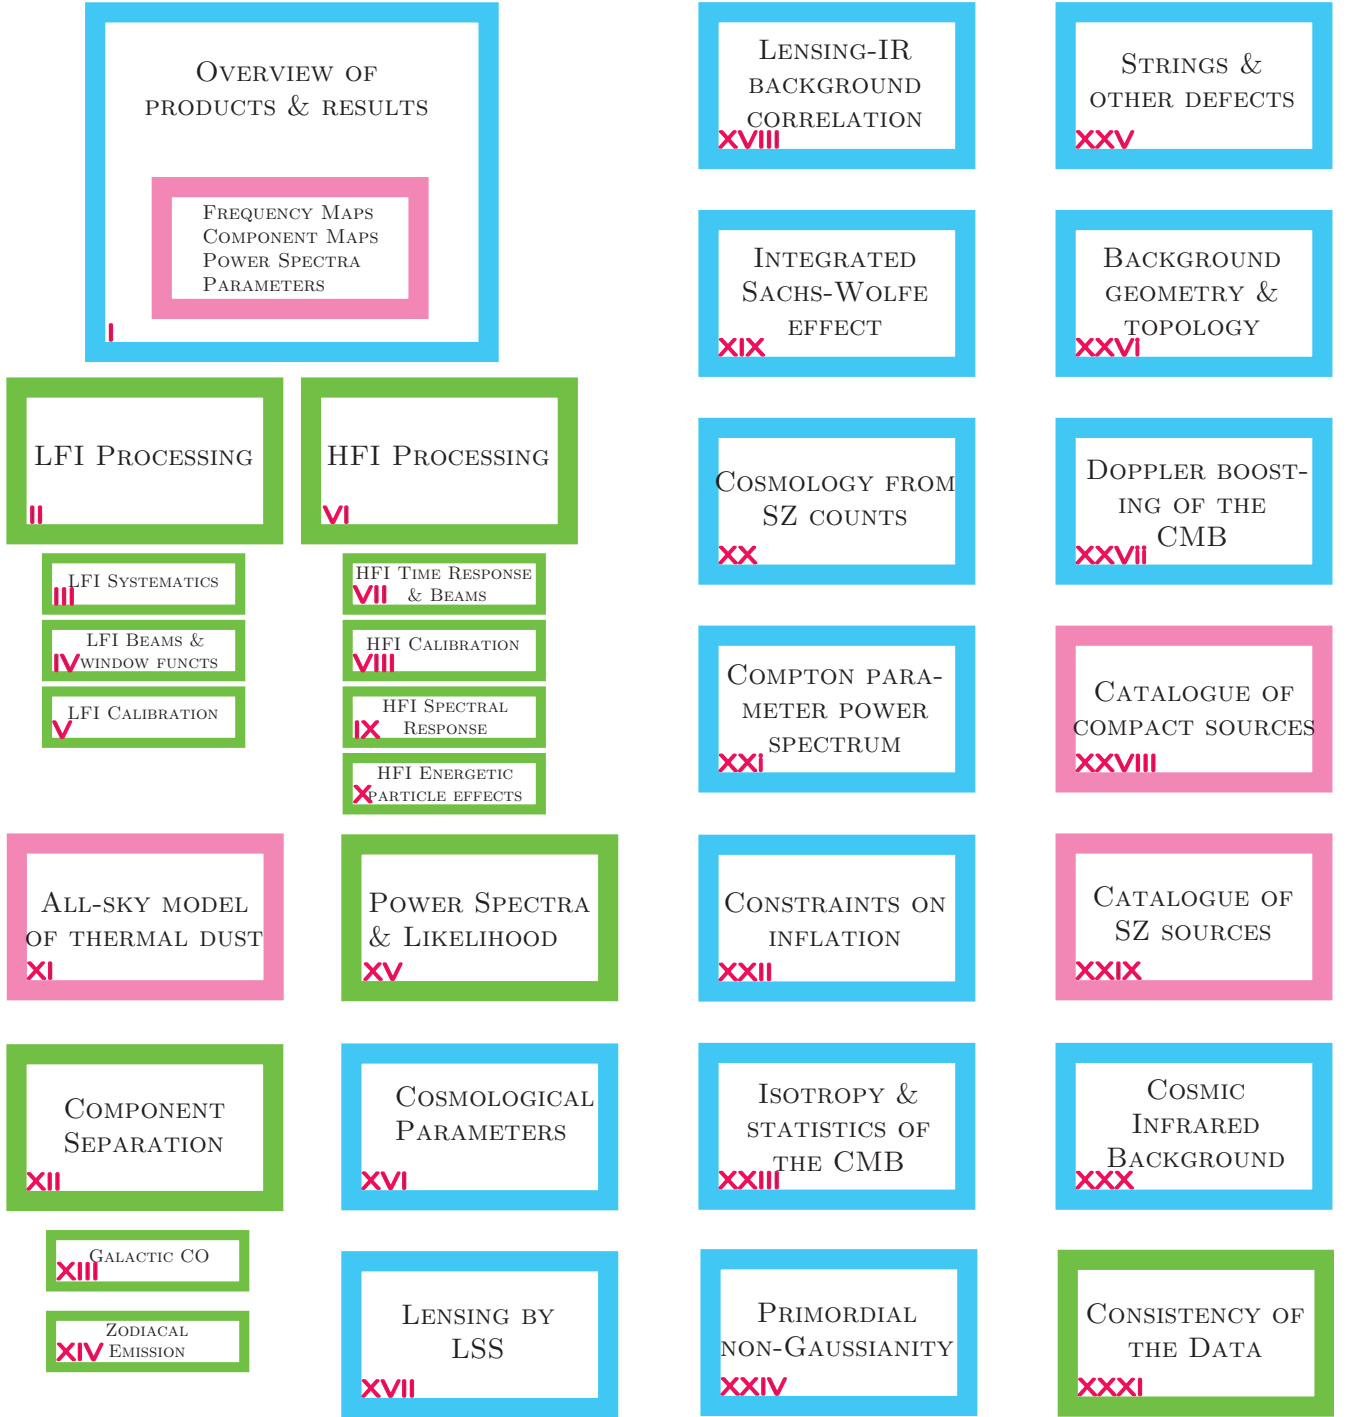 Overview of
products & results
Frequency Maps
Component Maps
Power Spectra
Parameters
I
LFI Processing
II
HFI Processing
VI
LFI Systematics
III
LFI Beams &
window functs
IV
LFI Calibration
V
HFI Time Response
& Beams
VII
HFI Calibration
VIII
HFI Spectral
Response
IX
HFI Energetic
particle effects
X
All-sky model
of thermal dust
XI
Power Spectra
& Likelihood
XV
Component
Separation
XII
Cosmological
Parameters
XVI
Galactic CO
XIII
Zodiacal
Emission
XIV
Lensing by
LSS
XVII
Lensing-IR
background
correlation
XVIII
Integrated
Sachs-Wolfe
effect
XIX
Cosmology from
SZ counts
XX
Compton para-
meter power
spectrum
XXi
Constraints on
inflation
XXII
Isotropy &
statistics of
the CMB
XXIII
Primordial
non-Gaussianity
XXIV
Strings &
other defects
XXV
Background
geometry &
topology
XXVi
Doppler boost-
ing of the
CMB
XXVii
Catalogue of
compact sources
XXVIII
Catalogue of
SZ sources
XXIX
Cosmic
Infrared
Background
XXX
Consistency of
the Data
XXXI